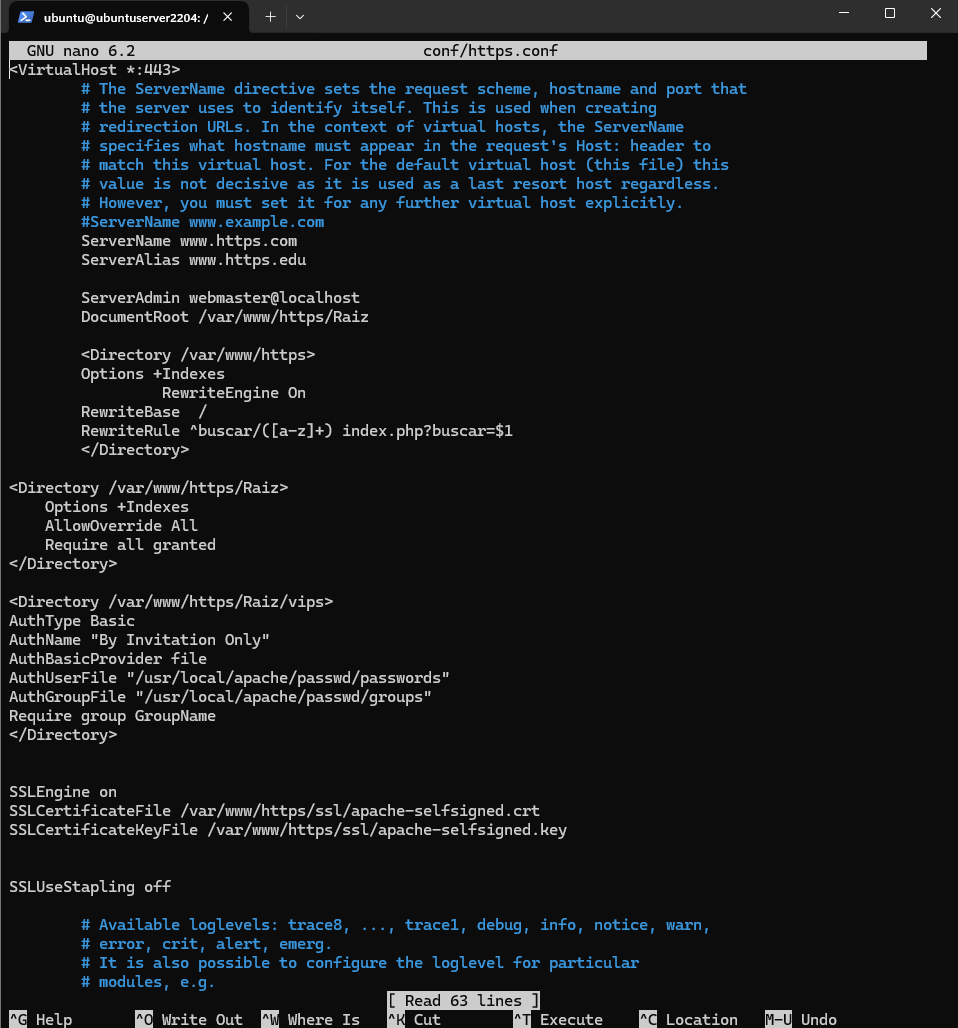 ubuntu@ubuntuserver2204: /
GNU nano 6.2 conf/https.conf
<VirtualHost *:443>
# The ServerName directive sets the request scheme, hostname and port that
# the server uses to identify itself. This is used when creating
# redirection URLs. In the context of virtual hosts, the ServerName
# specifies what hostname must appear in the request's Host: header to
# match this virtual host. For the default virtual host (this file) this
# value is not decisive as it is used as a last resort host regardless.
# However, you must set it for any further virtual host explicitly.
#ServerName www.example.com
ServerName www.https.com
ServerAlias www.https.edu
ServerAdmin webmaster@localhost
DocumentRoot /var/www/https/Raiz
<Directory /var/www/https>
Options +Indexes
RewriteEngine On
RewriteBase  /
RewriteRule ^buscar/([a-z]+) index.php?buscar=$1
</Directory>
<Directory /var/www/https/Raiz>
Options +Indexes
AllowOverride All
Require all granted
</Directory>
<Directory /var/www/https/Raiz/vips>
AuthType Basic
AuthName "By Invitation Only"
AuthBasicProvider file
AuthUserFile "/usr/local/apache/passwd/passwords"
AuthGroupFile "/usr/local/apache/passwd/groups"
Require group GroupName
</Directory>
SSLEngine on
SSLCertificateFile /var/www/https/ssl/apache-selfsigned.crt
SSLCertificateKeyFile /var/www/https/ssl/apache-selfsigned.key
SSLUseStapling off
# Available loglevels: trace8, ..., trace1, debug, info, notice, warn,
# error, crit, alert, emerg.
# It is also possible to configure the loglevel for particular
# modules, e.g.
[ Read 63 lines ]
^G Help ^O Write Out ^W Where Is ^K Cut ^T Execute ^C Location M-U Undo